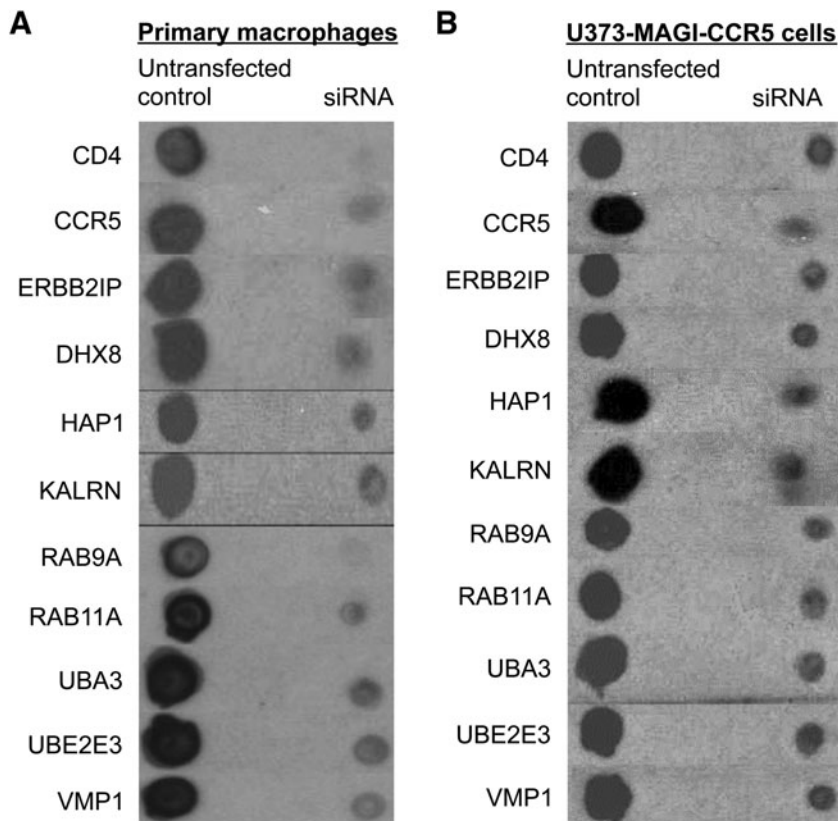 A
Primary macrophages
Untransfected
control
siRNA
CD4
CCR5
ERBB2IP
DHX8
HAP1
KALRN
RAB9A
RAB11A
UBA3
UBE2E3
VMP1
B
U373-MAGI-CCR5 cells
Untransfected
control
siRNA
CD4
CCR5
ERBB2IP
DHX8
HAP1
KALRN
RAB9A
RAB11A
UBA3
UBE2E3
VMP1